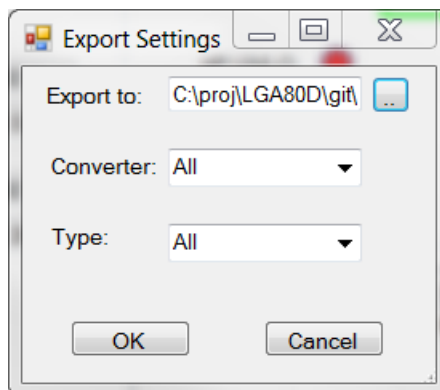 Export Settings
Export to: C:\proj\LGA80D\git\ ..
Converter: All
Type: All
OK Cancel